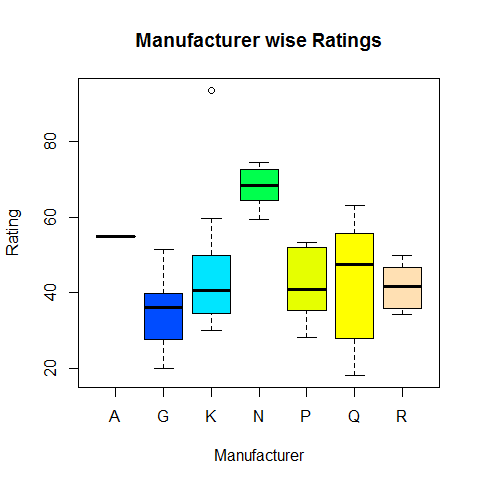 Manufacturer wise Ratings
Rating
80
60
40
20
A G K N P Q R
Manufacturer